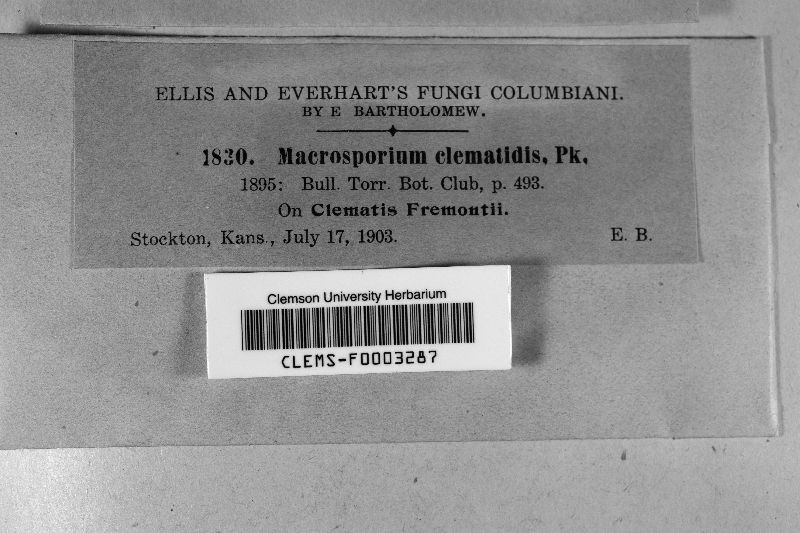 ELLIS AND EVERHART'S FUNGI COLUMBIANI.
BY E BARTHOLOMEW.
1830. Macrosporium clematidis, Pk.
1895: Bull. Torr. Bot. Club, p. 493.
On Clematis Fremontii.
Stockton, Kans., July 17, 1903. E. B.
Clemson University Herbarium
CLEMS-F0003287